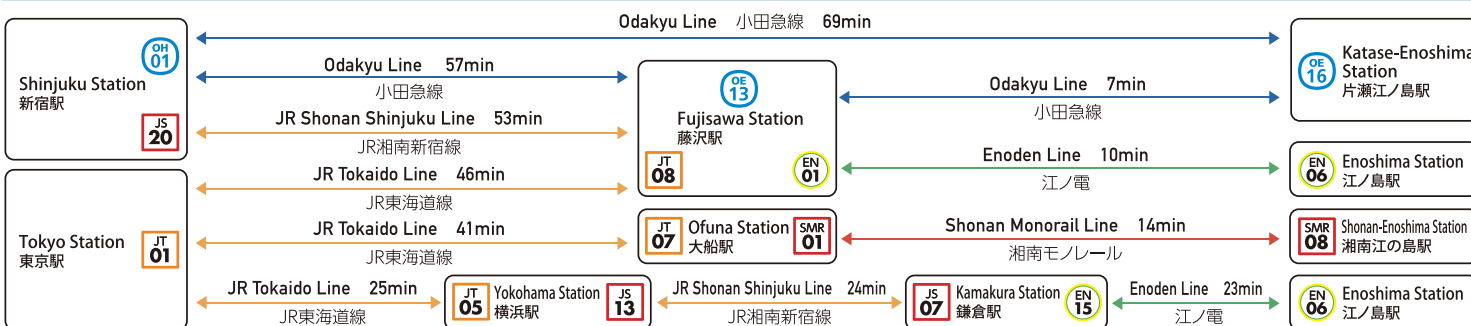 Odakyu Line 小田急線 69min
OH
01
Shinjuku Station
新宿駅
JS
20
Odakyu Line 57min
小田急線
JR Shonan Shinjuku Line 53min
JR湘南新宿線
OE
13
Fujisawa Station
藤沢駅
JT
08
EN
01
Odakyu Line 7min
小田急線
OE
16
Katase-Enoshima
Station
片瀬江ノ島駅
Enoden Line 10min
江ノ電
EN
06
Enoshima Station
江ノ島駅
Tokyo Station
東京駅
JT
01
JR Tokaido Line 46min
JR東海道線
JR Tokaido Line 41min
JR東海道線
JT
07
Ofuna Station
大船駅
SMR
01
Shonan Monorail Line 14min
湘南モノレール
SMR
08
Shonan-Enoshima Station
湘南江の島駅
JR Tokaido Line 25min
JR東海道線
JT
05
Yokohama Station
横浜駅
JS
13
JR Shonan Shinjuku Line 24min
JR湘南新宿線
JS
07
Kamakura Station
鎌倉駅
EN
15
Enoden Line 23min
江ノ電
EN
06
Enoshima Station
江ノ島駅